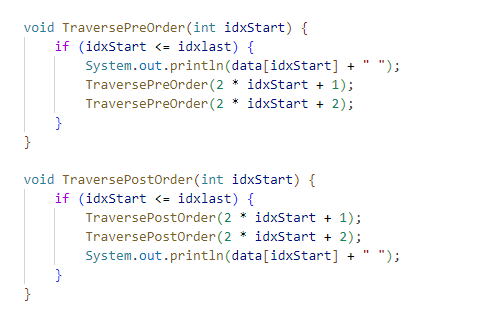 void TraversePreOrder(int idxStart) {
if (idxStart <= idxlast) {
System.out.println(data[idxStart] + " ");
TraversePreOrder(2 * idxStart + 1);
TraversePreOrder(2 * idxStart + 2);
}
}
void TraversePostOrder(int idxStart) {
if (idxStart <= idxlast) {
TraversePostOrder(2 * idxStart + 1);
TraversePostOrder(2 * idxStart + 2);
System.out.println(data[idxStart] + " ");
}
}